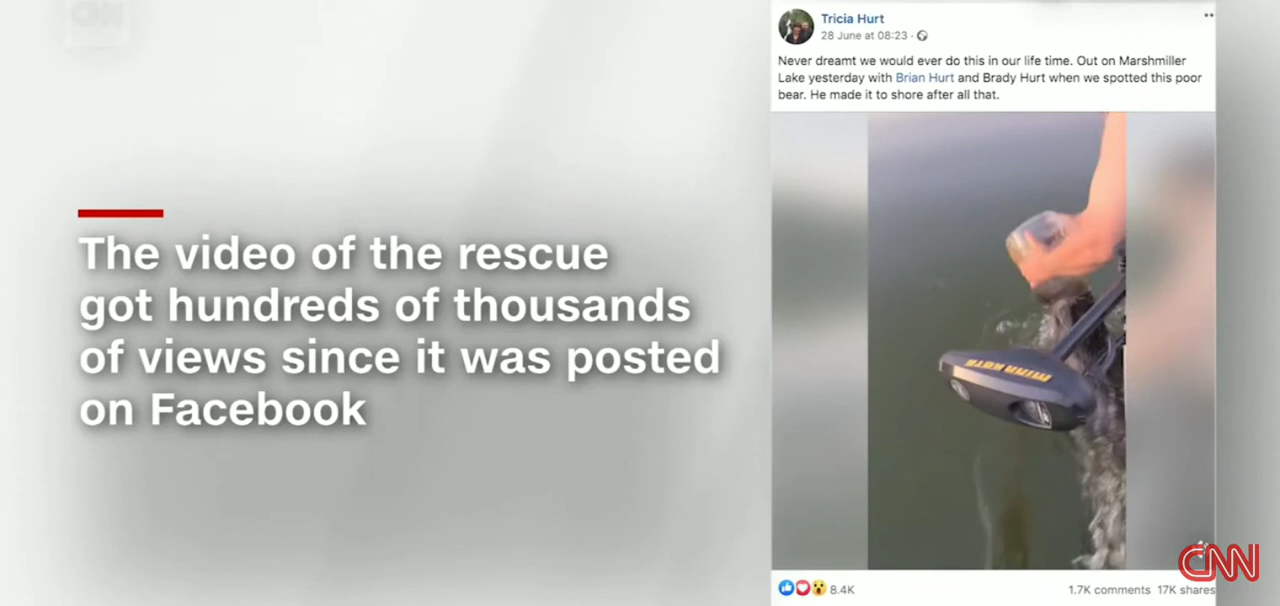 The video of the rescue
got hundreds of thousands
of views since it was posted
on Facebook
Tricia Hurt
28 June at 08:23 ·
Never dreamt we would ever do this in our life time. Out on Marshmiller
Lake yesterday with Brian Hurt and Brady Hurt when we spotted this poor
bear. He made it to shore after all that.
MINN KOTA
8.4K
1.7K comments 17K shares
CNN